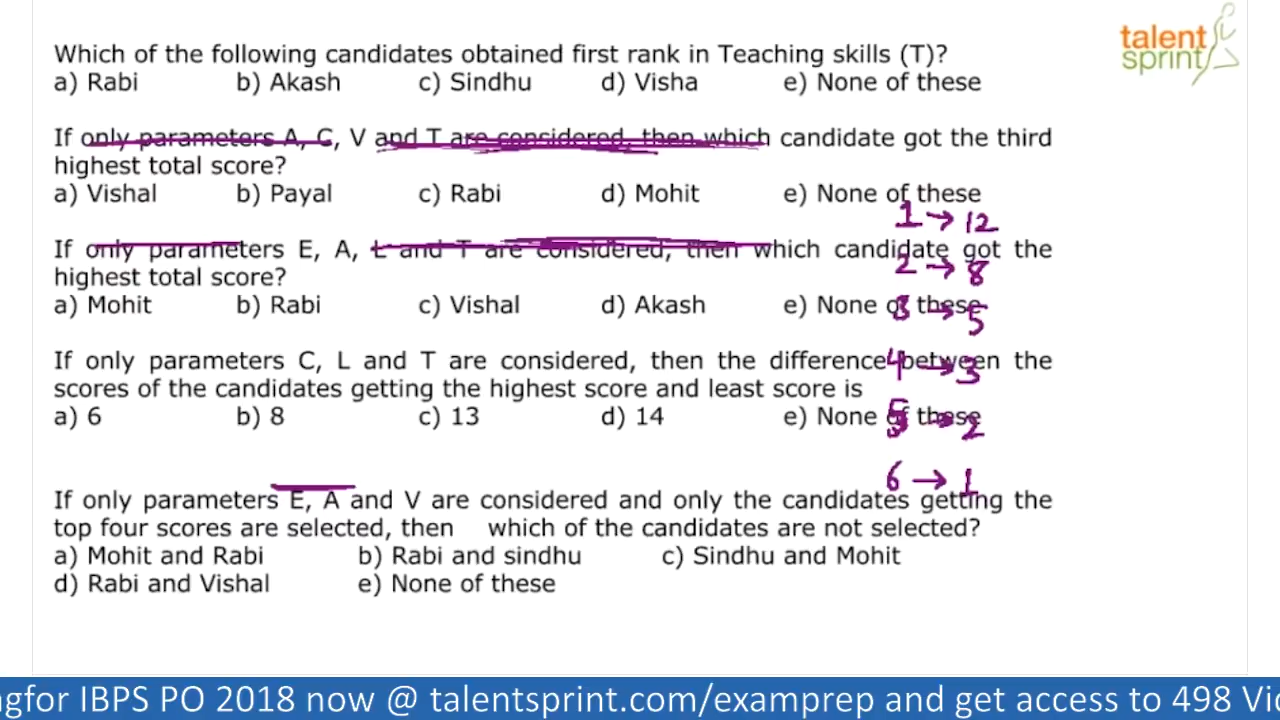 talent
sprint
Which of the following candidates obtained first rank in Teaching skills (T)?
a) Rabi b) Akash c) Sindhu d) Visha e) None of these
If only parameters A, C, V and T are considered, then which candidate got the third
highest total score?
a) Vishal b) Payal c) Rabi d) Mohit e) None of these
1 → 12
If only parameters E, A, L and T are considered, then which candidate got the
highest total score?
2 → 8
a) Mohit b) Rabi c) Vishal d) Akash e) None of these
3 → 5
If only parameters C, L and T are considered, then the difference between the
4 → 3
scores of the candidates getting the highest score and least score is
a) 6 b) 8 c) 13 d) 14 e) None of these
5 → 2
6 → 1
If only parameters E, A and V are considered and only the candidates getting the
top four scores are selected, then which of the candidates are not selected?
a) Mohit and Rabi b) Rabi and sindhu c) Sindhu and Mohit
d) Rabi and Vishal e) None of these
gfor IBPS PO 2018 now @ talentsprint.com/examprep and get access to 498 Vi